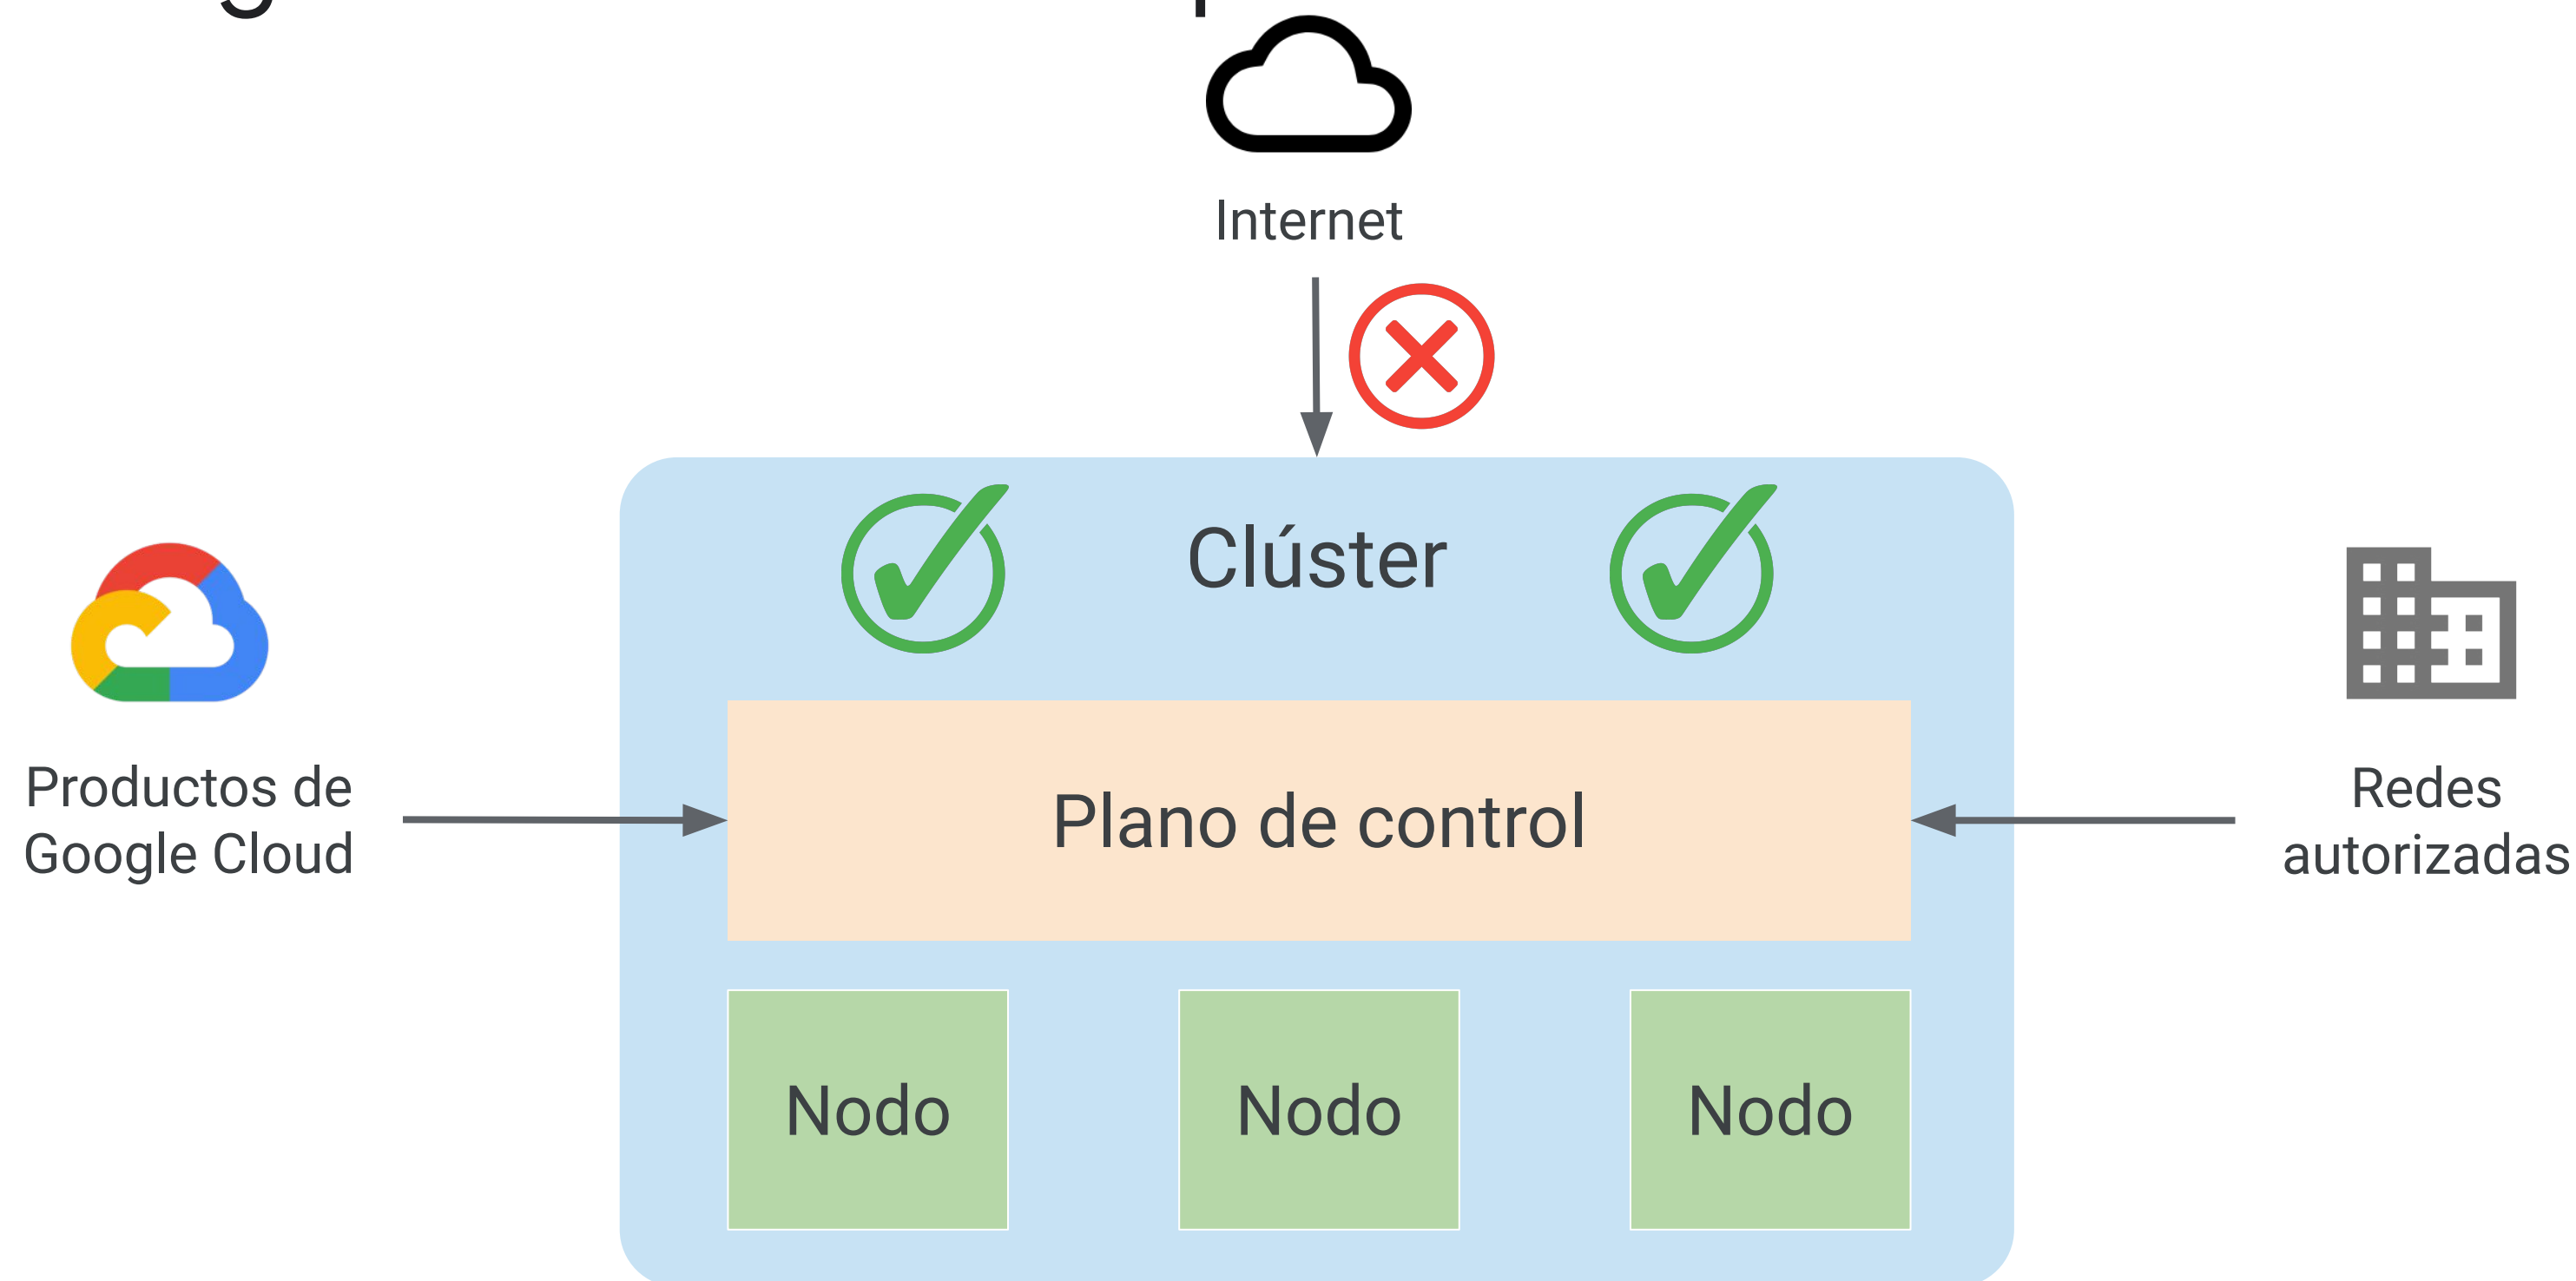 Internet
Clúster
Productos de
Google Cloud
Plano de control
Redes
autorizadas
Nodo
Nodo
Nodo